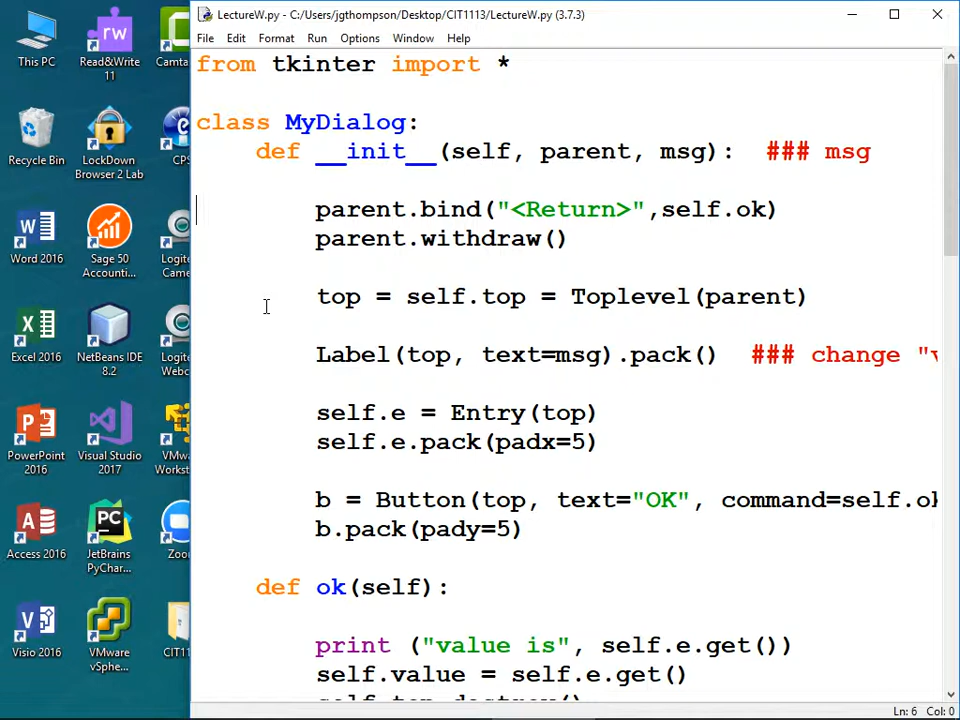 LectureW.py - C:/Users/jgthompson/Desktop/CIT1113/LectureW.py (3.7.3)
File Edit Format Run Options Window Help
from tkinter import *
class MyDialog:
def __init__(self, parent, msg): ### msg
parent.bind("<Return>",self.ok)
parent.withdraw()
top = self.top = Toplevel(parent)
Label(top, text=msg).pack() ### change "v
self.e = Entry(top)
self.e.pack(padx=5)
b = Button(top, text="OK", command=self.ok
b.pack(pady=5)
def ok(self):
print ("value is", self.e.get())
self.value = self.e.get()
self.top.destroy()
Ln: 6 Col: 0
This PC
Read&Write 11
Camta
Recycle Bin
LockDown Browser 2 Lab
CPS
Word 2016
Sage 50 Accounti...
Logite Came
Excel 2016
NetBeans IDE 8.2
Logite Webc
PowerPoint 2016
Visual Studio 2017
VMw Workst
Access 2016
JetBrains PyChar...
Zoo
Visio 2016
VMware vSphe...
CIT11